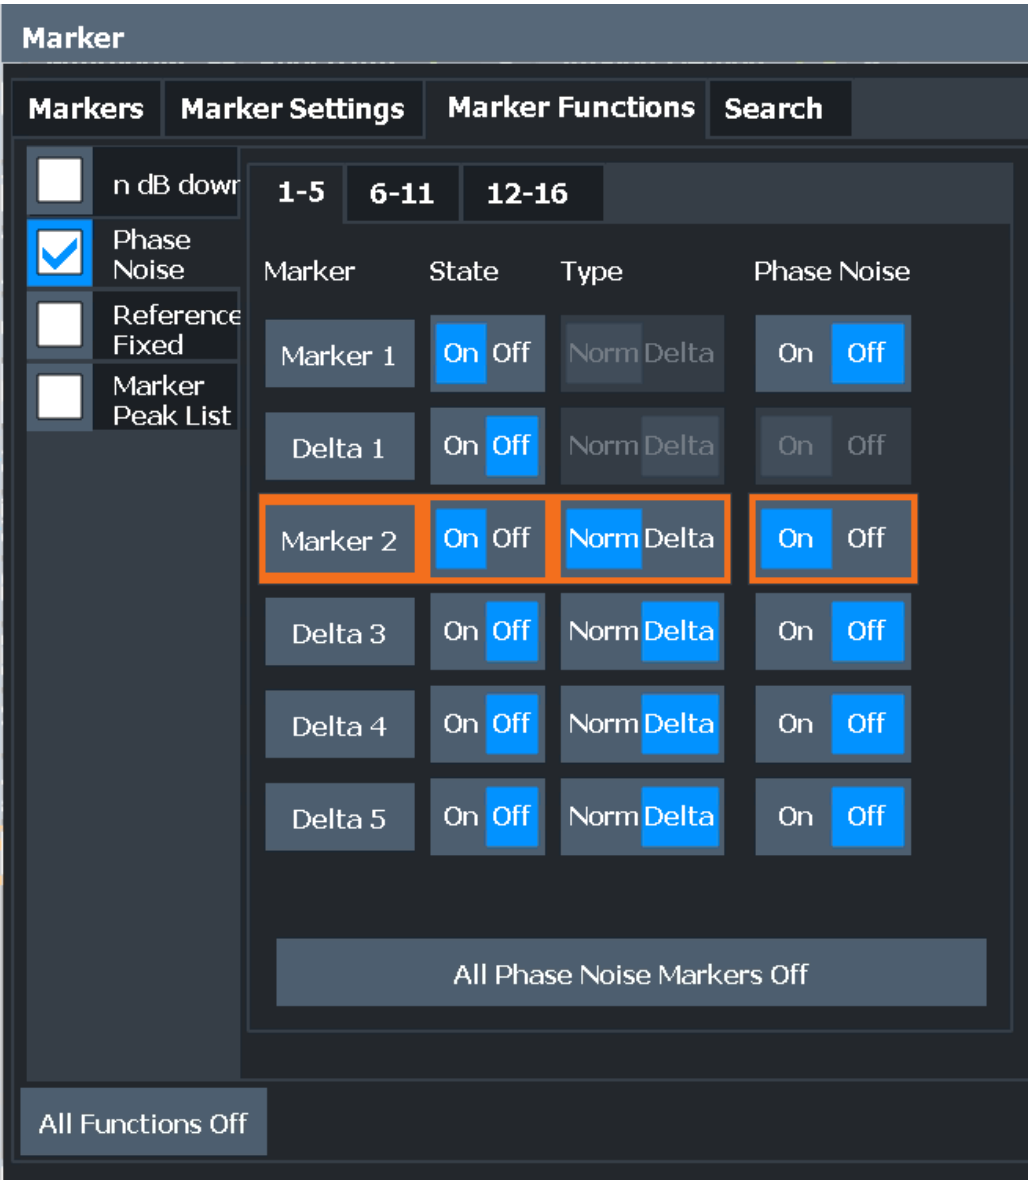 Marker
Markers Marker Settings Marker Functions Search
n dB down
Phase
Noise
Reference
Fixed
Marker
Peak List
1-5 6-11 12-16
Marker State Type Phase Noise
Marker 1 On Off Norm Delta On Off
Delta 1 On Off Norm Delta On Off
Marker 2 On Off Norm Delta On Off
Delta 3 On Off Norm Delta On Off
Delta 4 On Off Norm Delta On Off
Delta 5 On Off Norm Delta On Off
All Phase Noise Markers Off
All Functions Off